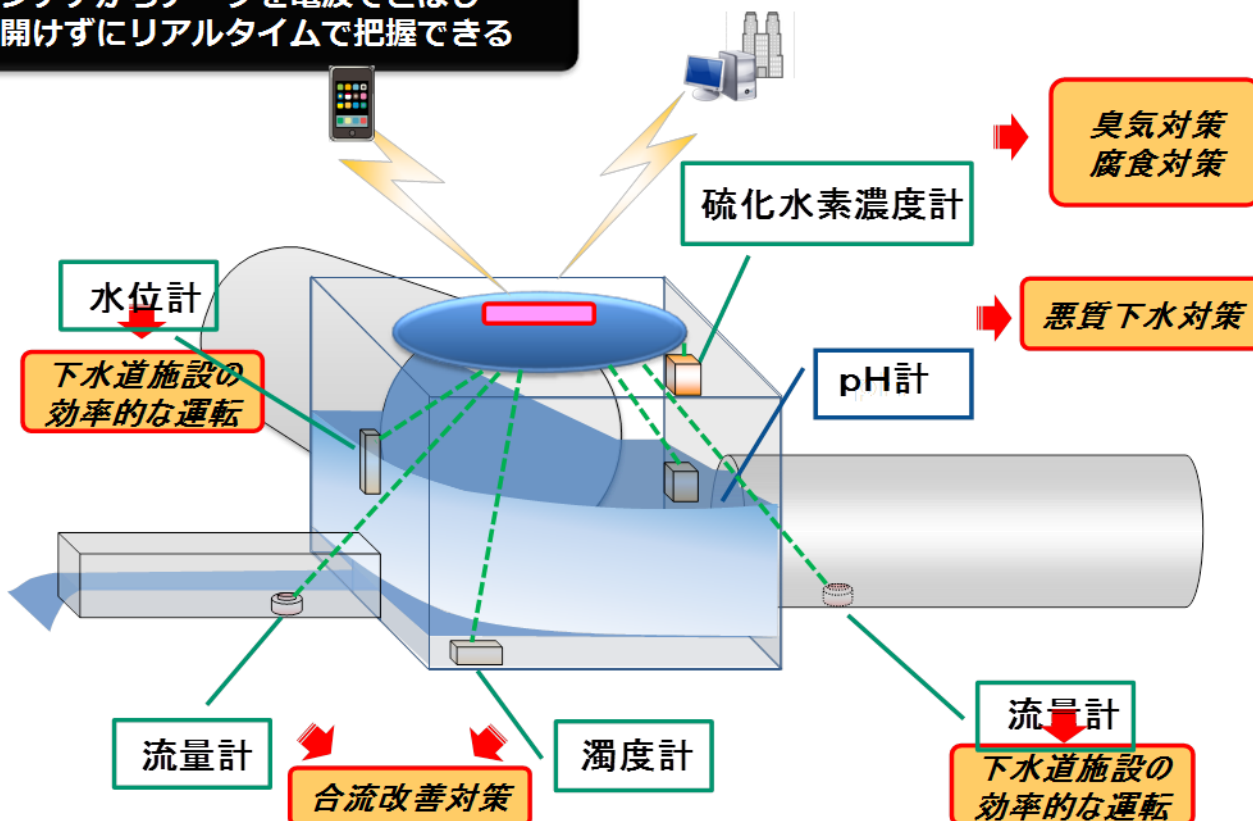 開けずにリアルタイムで把握できる
臭気対策
腐食対策
硫化水素濃度計
水位計
悪質下水対策
下水道施設の
効率的な運転
pH計
流量計
流量計
濁度計
合流改善対策
下水道施設の
効率的な運転